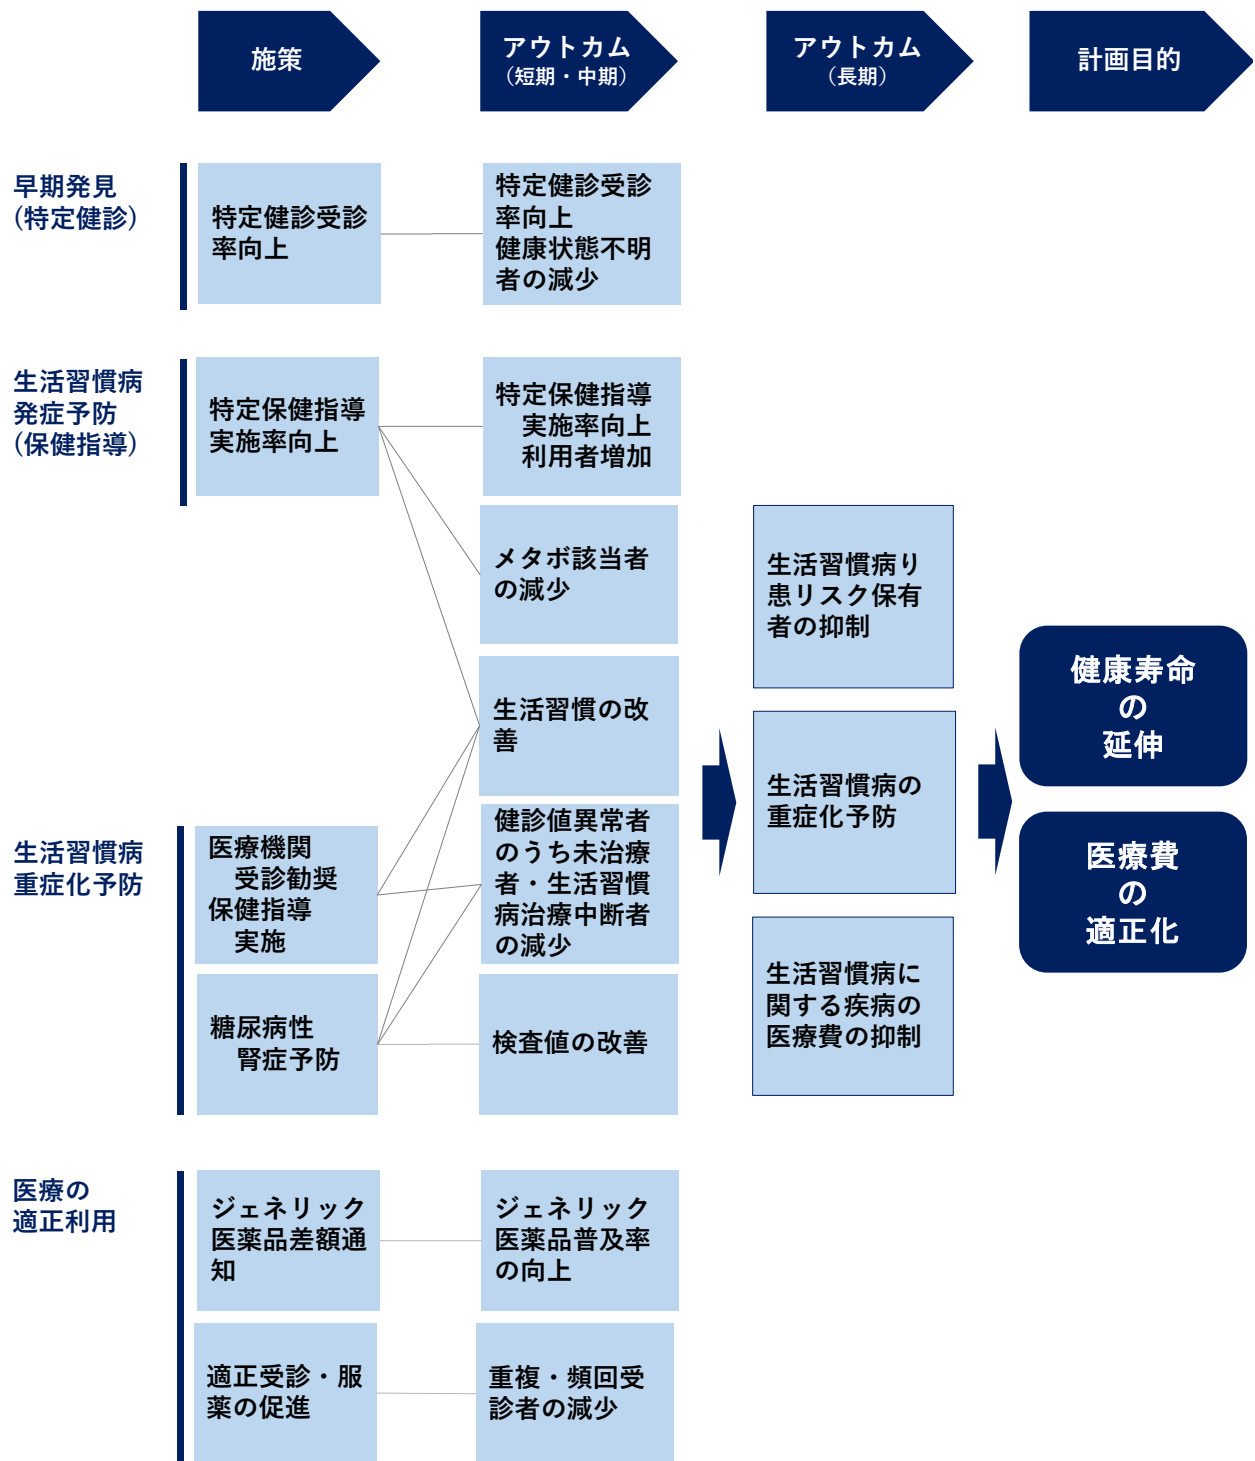 施策
アウトカム
（短期・中期）
アウトカム
（長期）
計画目的
早期発見
(特定健診)
特定健診受診
率向上
特定健診受診
率向上
健康状態不明
者の減少
生活習慣病
発症予防
(保健指導)
特定保健指導
実施率向上
特定保健指導
実施率向上
利用者増加
メタボ該当者
の減少
生活習慣の改
善
生活習慣病り
患リスク保有
者の抑制
健康寿命
の
延伸
生活習慣病
重症化予防
医療機関
受診勧奨
保健指導
実施
健診値異常者
のうち未治療
者・生活習慣
病治療中断者
の減少
生活習慣病の
重症化予防
医療費
の
適正化
糖尿病性
腎症予防
検査値の改善
生活習慣病に
関する疾病の
医療費の抑制
医療の
適正利用
ジェネリック
医薬品差額通
知
ジェネリック
医薬品普及率
の向上
適正受診・服
薬の促進
重複・頻回受
診者の減少